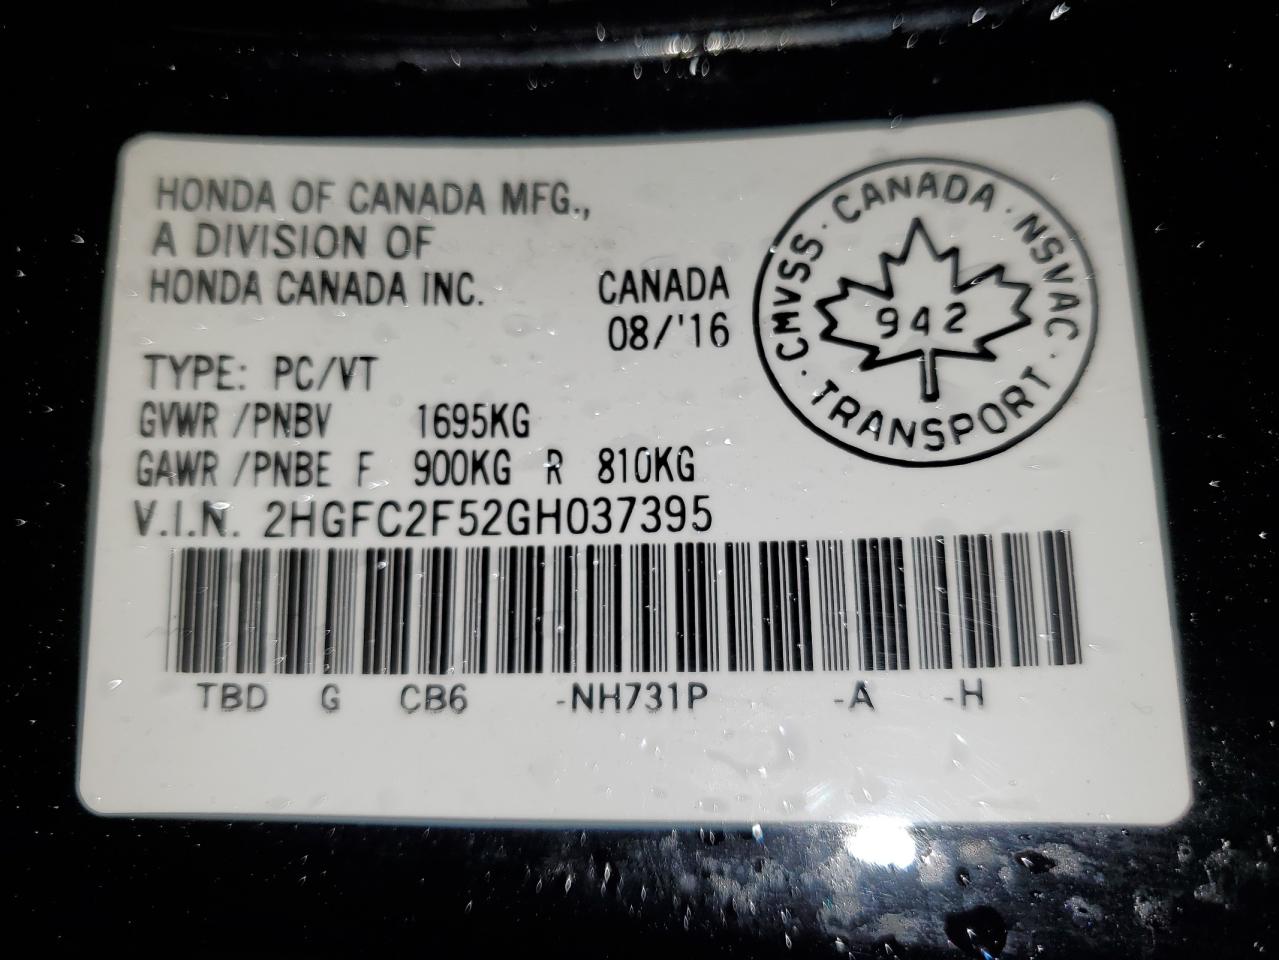 HONDA OF CANADA MFG.,
A DIVISION OF
HONDA CANADA INC.
CANADA
08/'16
TYPE: PC/VT
GVWR /PNBV 1695KG
GAWR /PNBE F 900KG R 810KG
V.I.N. 2HGFC2F52GH037395
TBD G CB6 -NH731P -A -H
CMVSS · CANADA · NSVAC ·
942
TRANSPORT ·